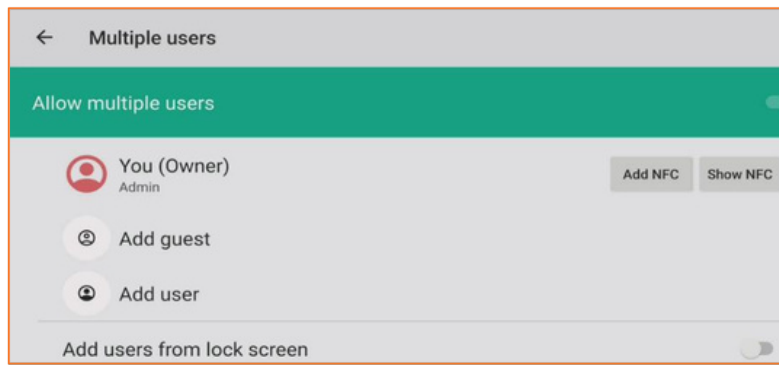 Multiple users
Allow multiple users
You (Owner)
Admin
Add NFC
Show NFC
Add guest
Add user
Add users from lock screen